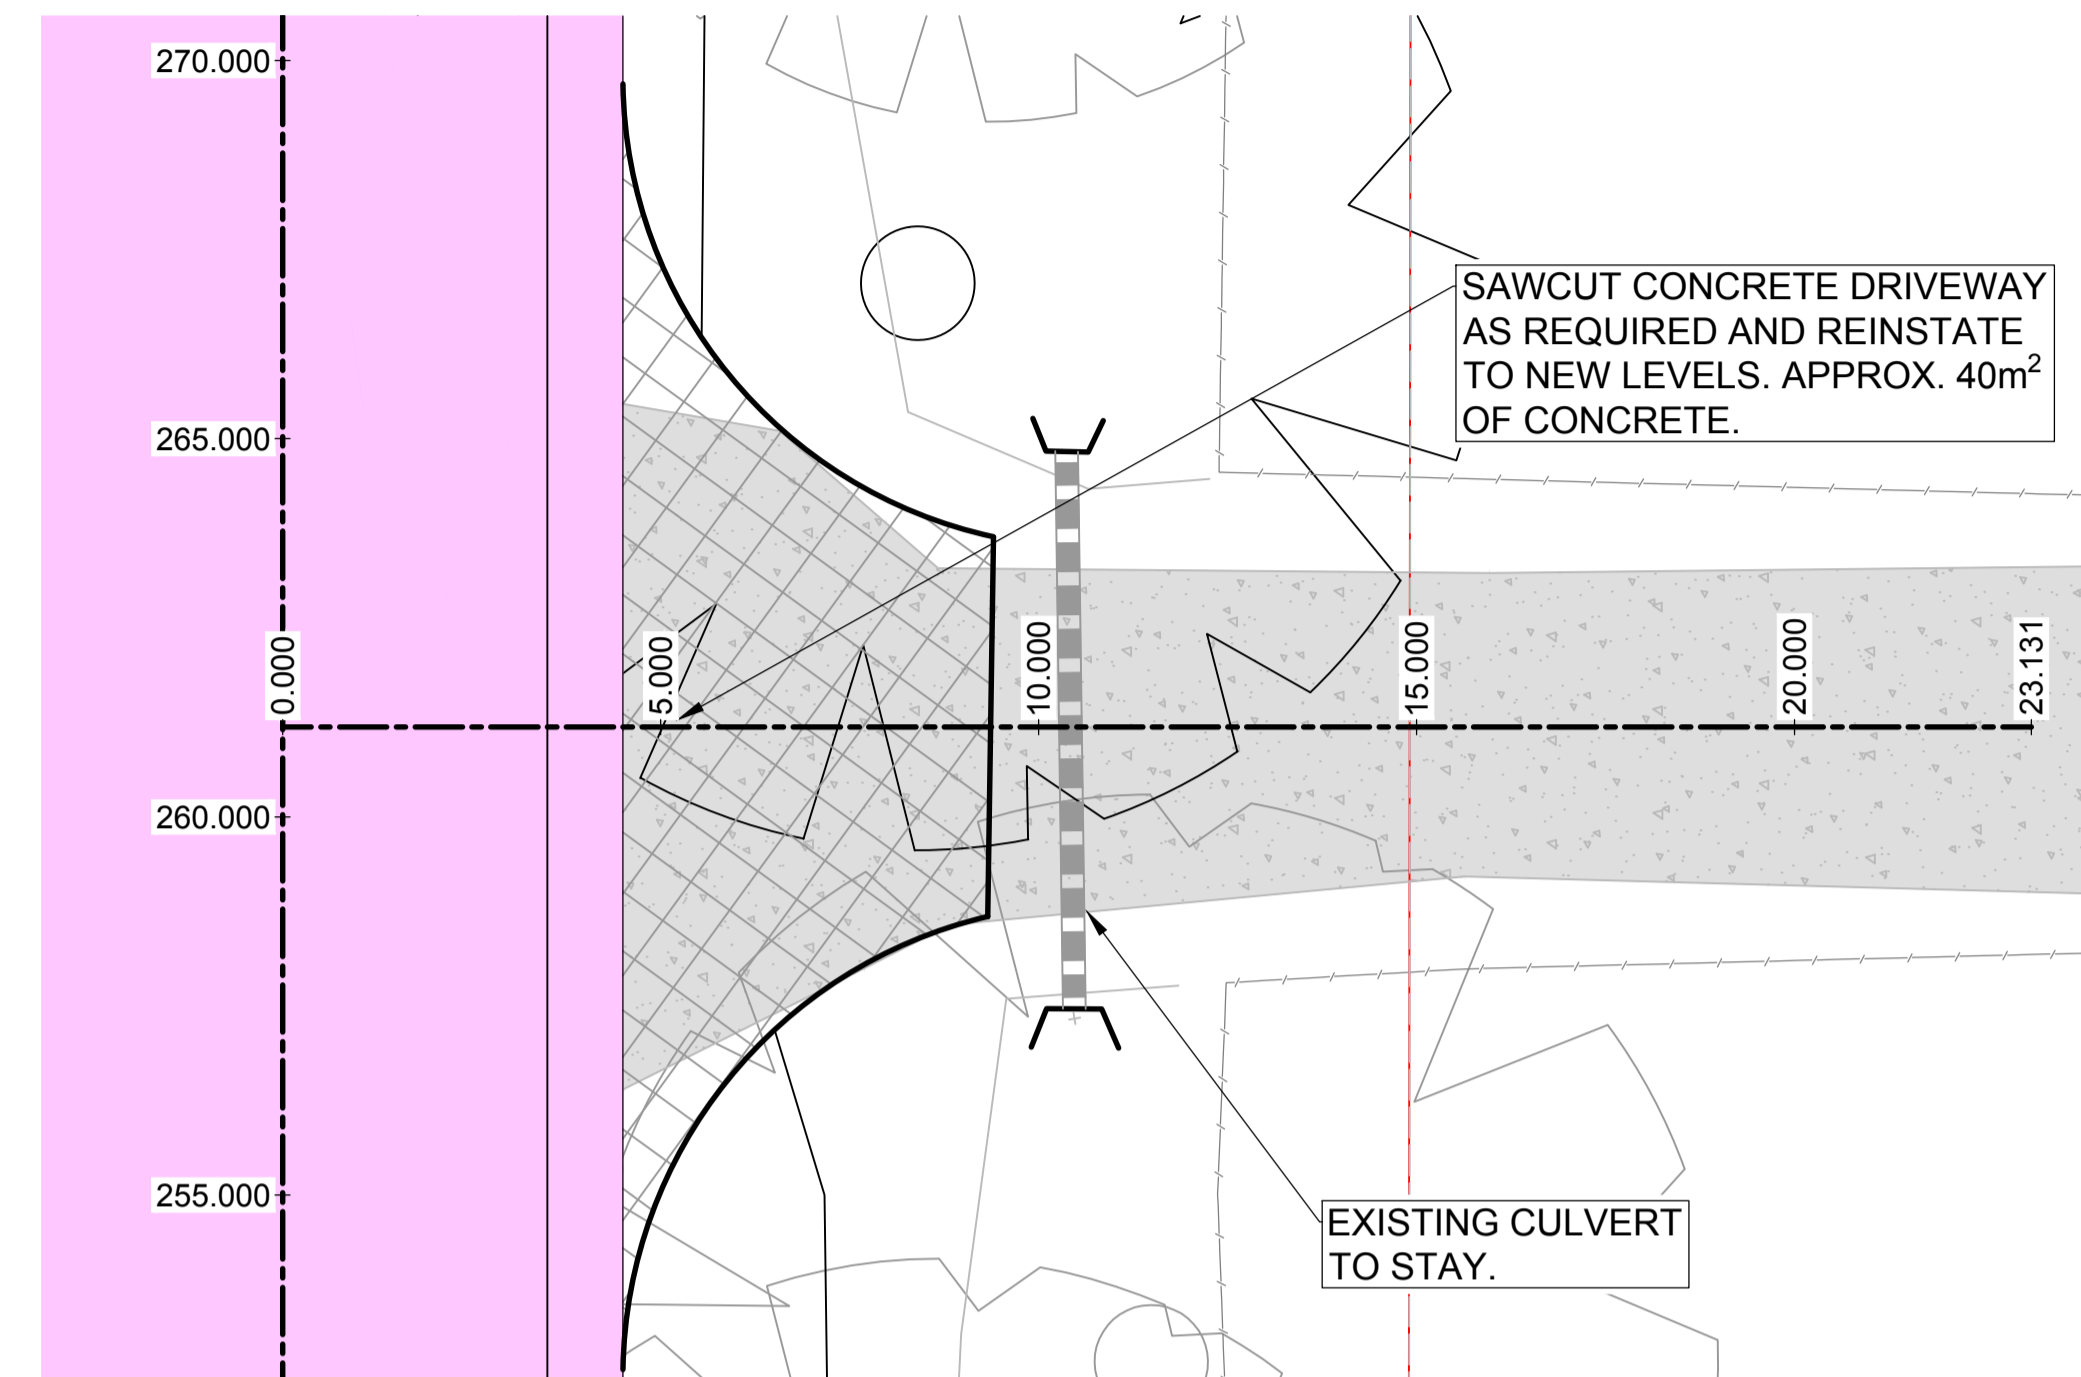 270.000
SAWCUT CONCRETE DRIVEWAY
AS REQUIRED AND REINSTATE
TO NEW LEVELS. APPROX. 40m²
OF CONCRETE.
265.000
0.000
5.000
10.000
15.000
20.000
23.131
260.000
255.000
EXISTING CULVERT
TO STAY.